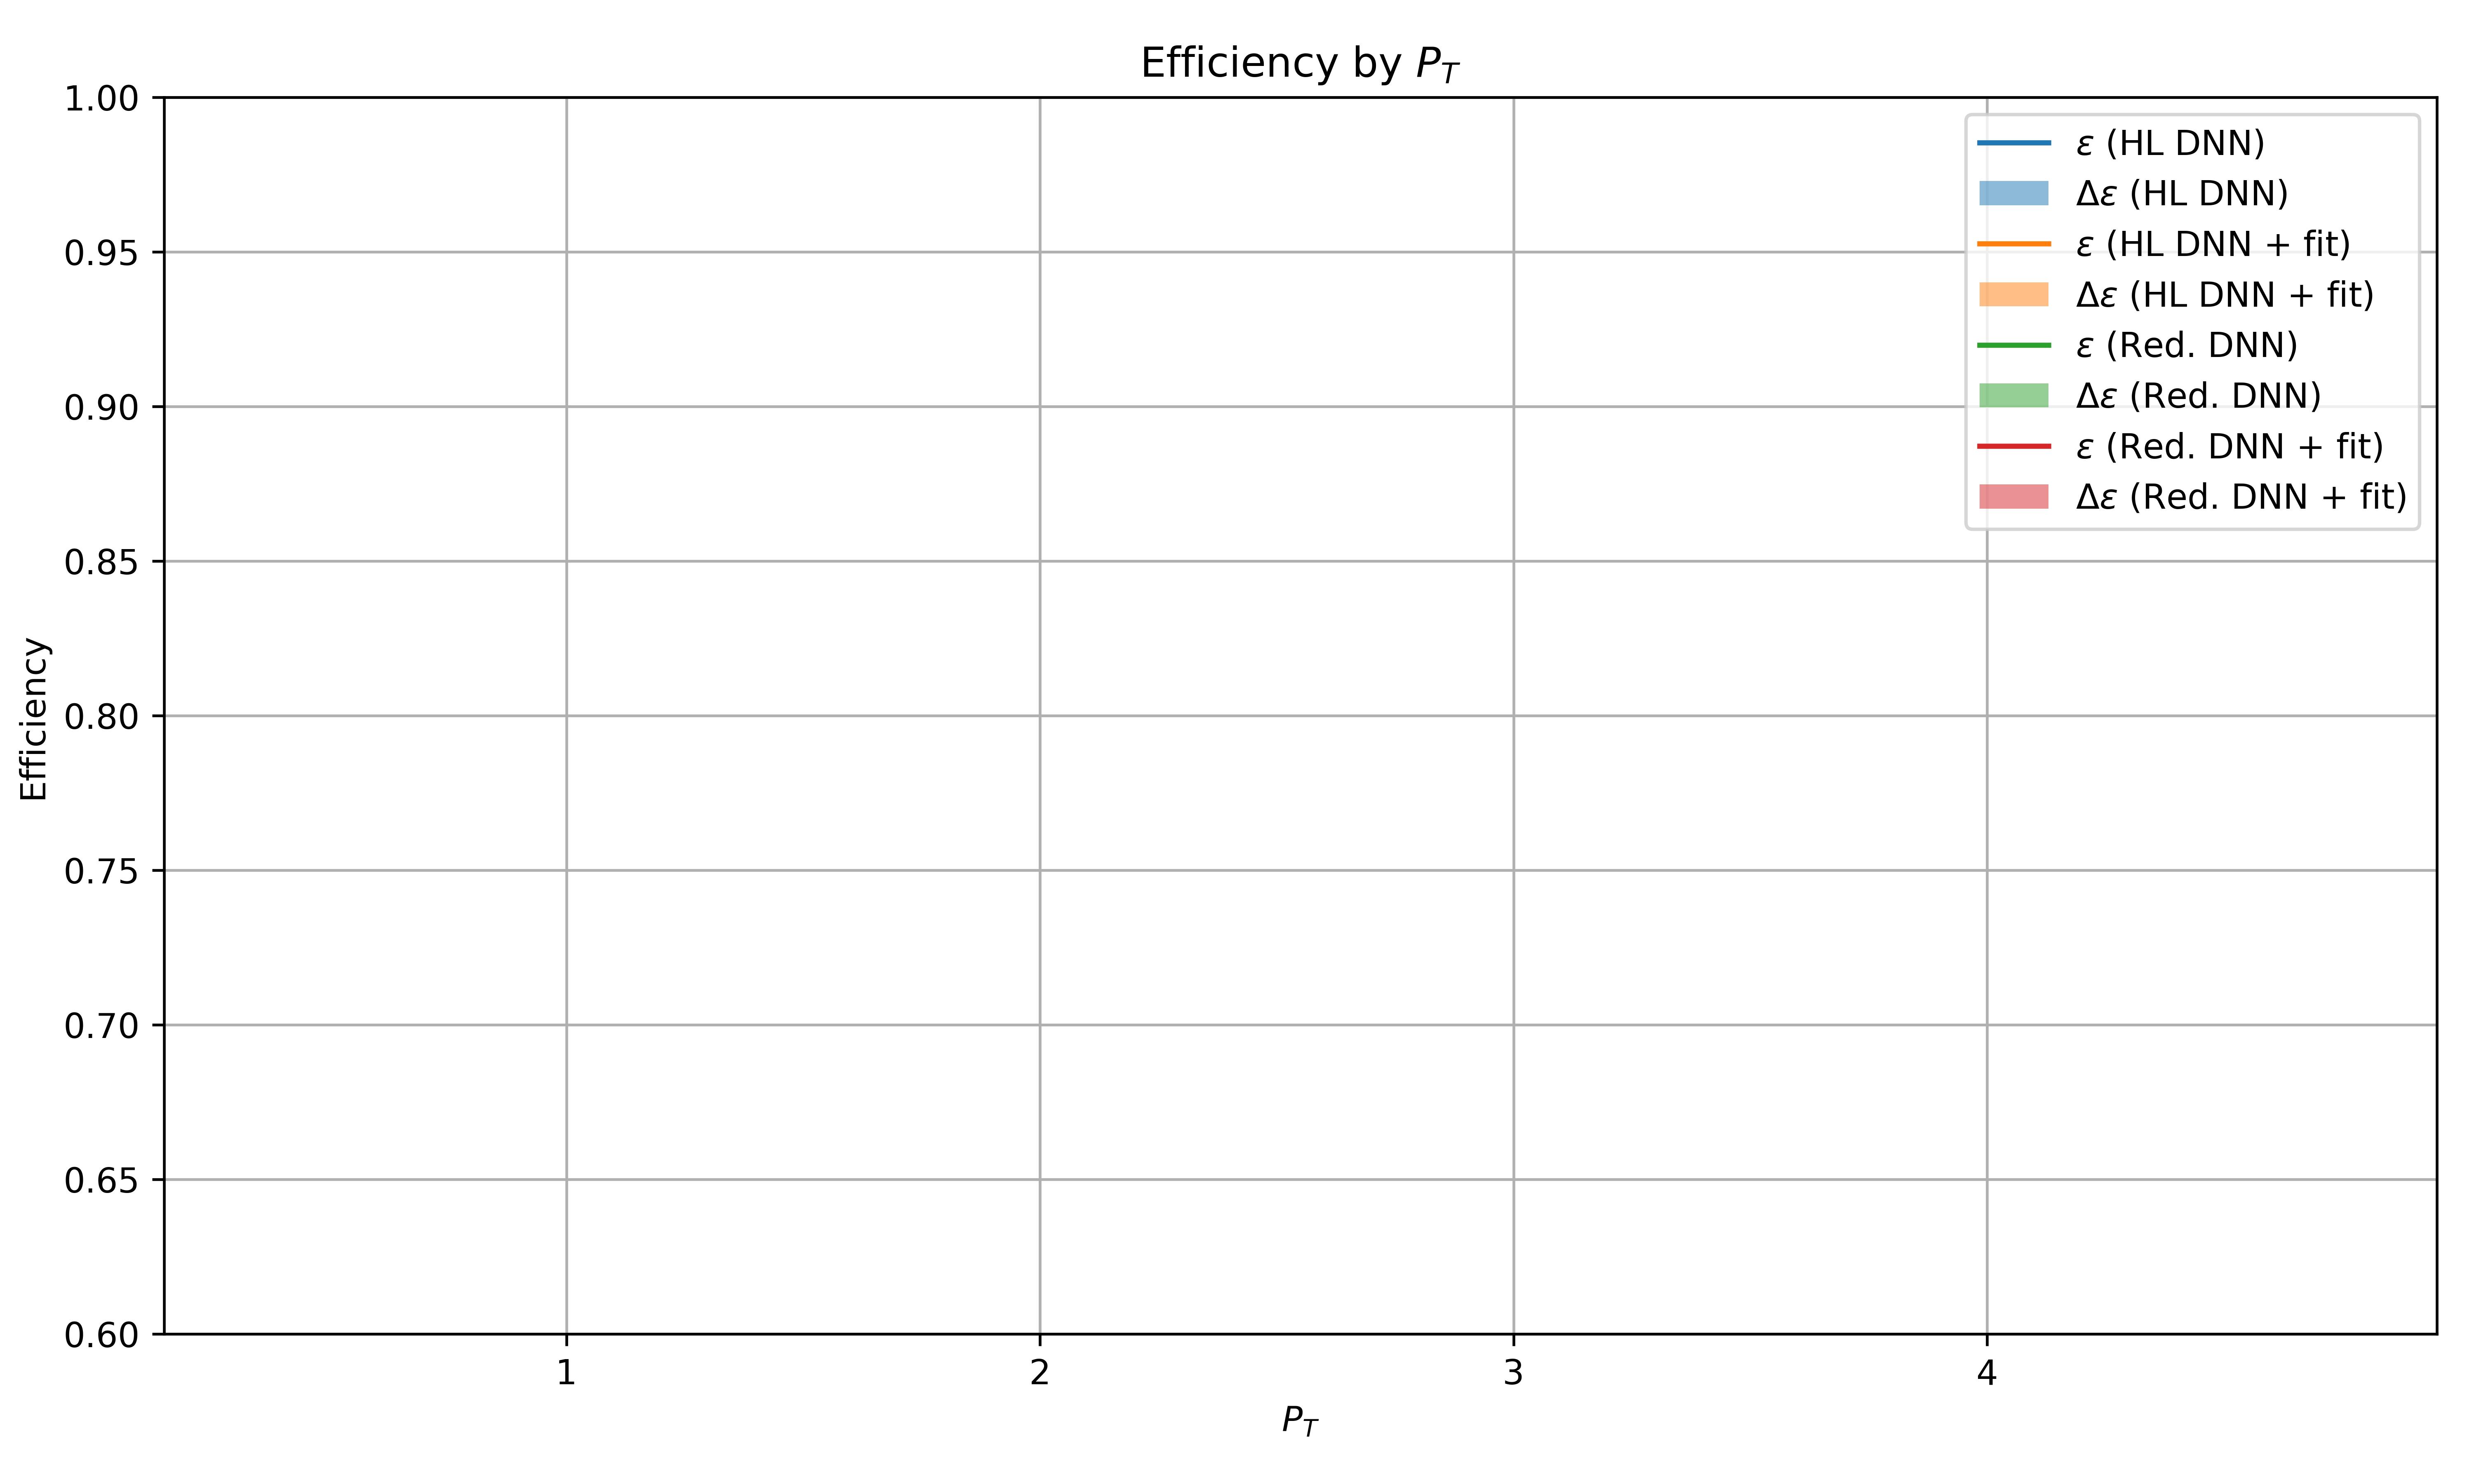 Efficiency by P_T
1.00
0.95
0.90
0.85
0.80
0.75
0.70
0.65
0.60
Efficiency
ε (HL DNN)
Δε (HL DNN)
ε (HL DNN + fit)
Δε (HL DNN + fit)
ε (Red. DNN)
Δε (Red. DNN)
ε (Red. DNN + fit)
Δε (Red. DNN + fit)
1 2 3 4
P_T